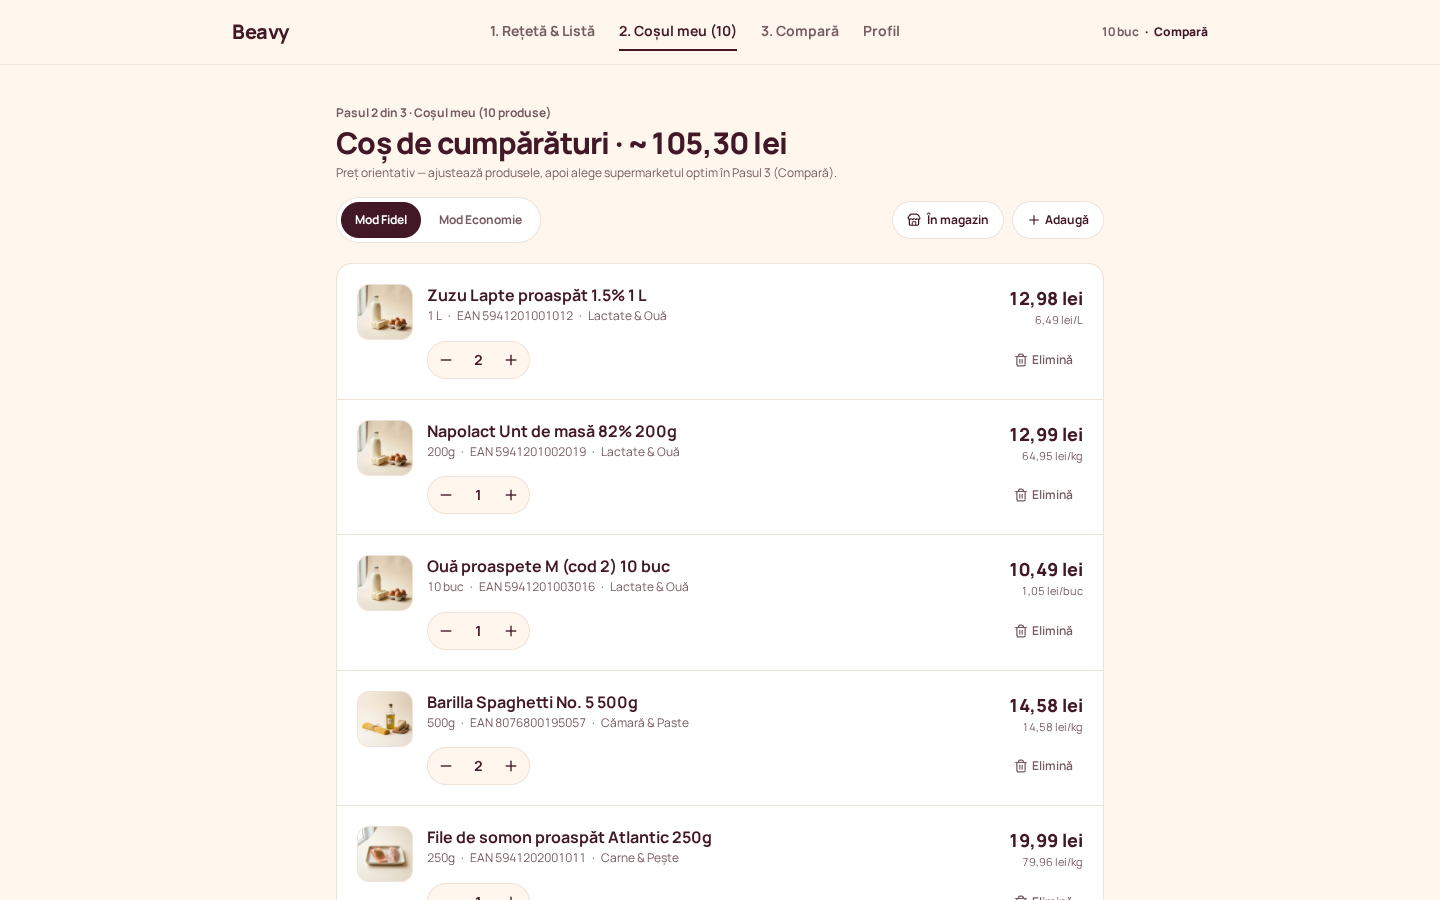 Beavy
1. Rețetă & Listă
2. Coșul meu (10)
3. Compară
Profil
10 buc · Compară
Pasul 2 din 3 · Coșul meu (10 produse)
Coș de cumpărături · ~ 105,30 lei
Preț orientativ — ajustează produsele, apoi alege supermarketul optim în Pasul 3 (Compară).
Mod Fidel
Mod Economie
În magazin
Adaugă
Zuzu Lapte proaspăt 1.5% 1 L
12,98 lei
1 L · EAN 5941201001012 · Lactate & Ouă
6,49 lei/L
2
Elimină
Napolact Unt de masă 82% 200g
12,99 lei
200g · EAN 5941201002019 · Lactate & Ouă
64,95 lei/kg
1
Elimină
Ouă proaspete M (cod 2) 10 buc
10,49 lei
10 buc · EAN 5941201003016 · Lactate & Ouă
1,05 lei/buc
1
Elimină
Barilla Spaghetti No. 5 500g
14,58 lei
500g · EAN 8076800195057 · Cămară & Paste
14,58 lei/kg
2
Elimină
File de somon proaspăt Atlantic 250g
19,99 lei
250g · EAN 5941202001011 · Carne & Pește
79,96 lei/kg